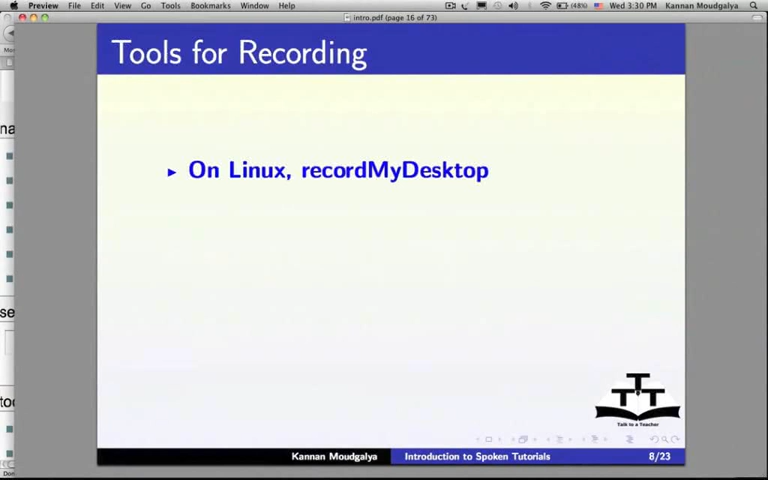 Preview File Edit View Go Tools Bookmarks Window Help (48%) Wed 3:30 PM Kannan Moudgalya
intro.pdf (page 16 of 73)
Tools for Recording
On Linux, recordMyDesktop
TTT
Talk to a Teacher
Kannan Moudgalya Introduction to Spoken Tutorials 8/23